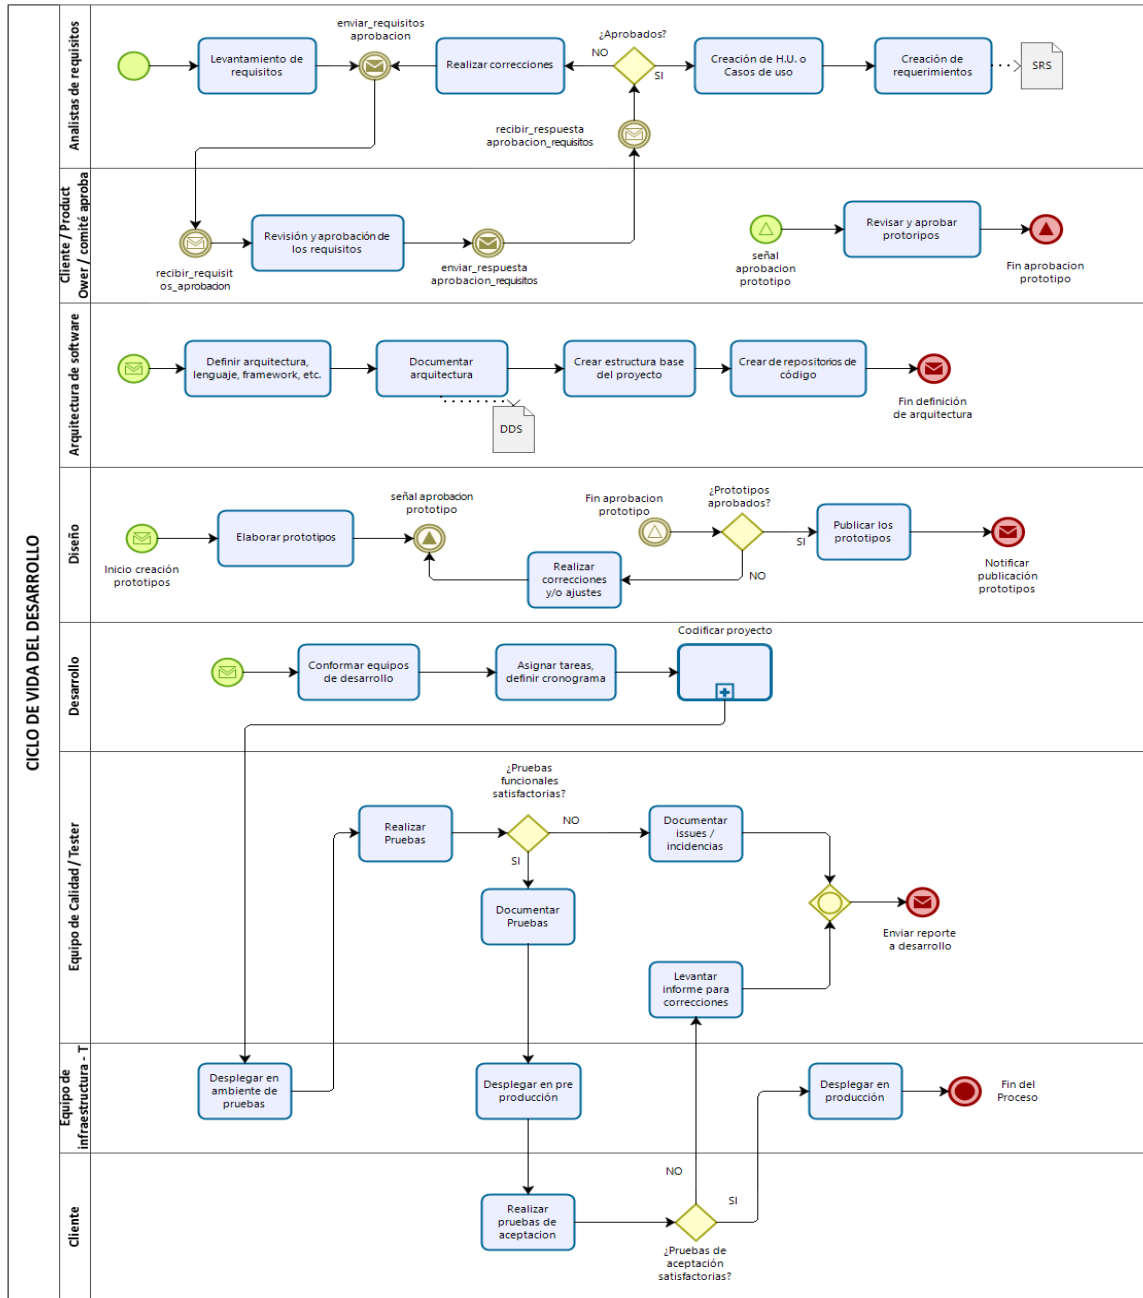 CICLO DE VIDA DEL DESARROLLO
Analistas de requisitos
Levantamiento de
requisitos
enviar_requisitos
aprobacion
Realizar correcciones
NO
¿Aprobados?
SI
Creación de H.U. o
Casos de uso
Creación de
requerimientos
SRS
recibir_respuesta
aprobacion_requisitos
Cliente / Product
Ower / comité aproba
recibir_requisit
os_aprobacion
Revisión y aprobación de
los requisitos
enviar_respuesta
aprobacion_requisitos
señal
aprobacion
prototipo
Revisar y aprobar
protoripos
Fin aprobacion
prototipo
Arquitectura de software
Definir arquitectura,
lenguaje, framework, etc.
Documentar
arquitectura
DDS
Crear estructura base
del proyecto
Crear de repositorios de
código
Fin definición
de arquitectura
Diseño
Inicio creación
prototipos
Elaborar prototipos
señal aprobacion
prototipo
Fin aprobacion
prototipo
¿Prototipos
aprobados?
SI
NO
Realizar
correcciones
y/o ajustes
Publicar los
prototipos
Notificar
publicación
prototipos
Desarrollo
Conformar equipos
de desarrollo
Asignar tareas,
definir cronograma
Codificar proyecto
Equipo de Calidad / Tester
Realizar
Pruebas
¿Pruebas
funcionales
satisfactorias?
NO
SI
Documentar
issues /
incidencias
Documentar
Pruebas
Enviar reporte
a desarrollo
Levantar
informe para
correcciones
Equipo de
infraestructura - T
Desplegar en
ambiente de
pruebas
Desplegar en pre
producción
Desplegar en
producción
Fin del
Proceso
Cliente
Realizar
pruebas de
aceptacion
NO
SI
¿Pruebas de
aceptación
satisfactorias?